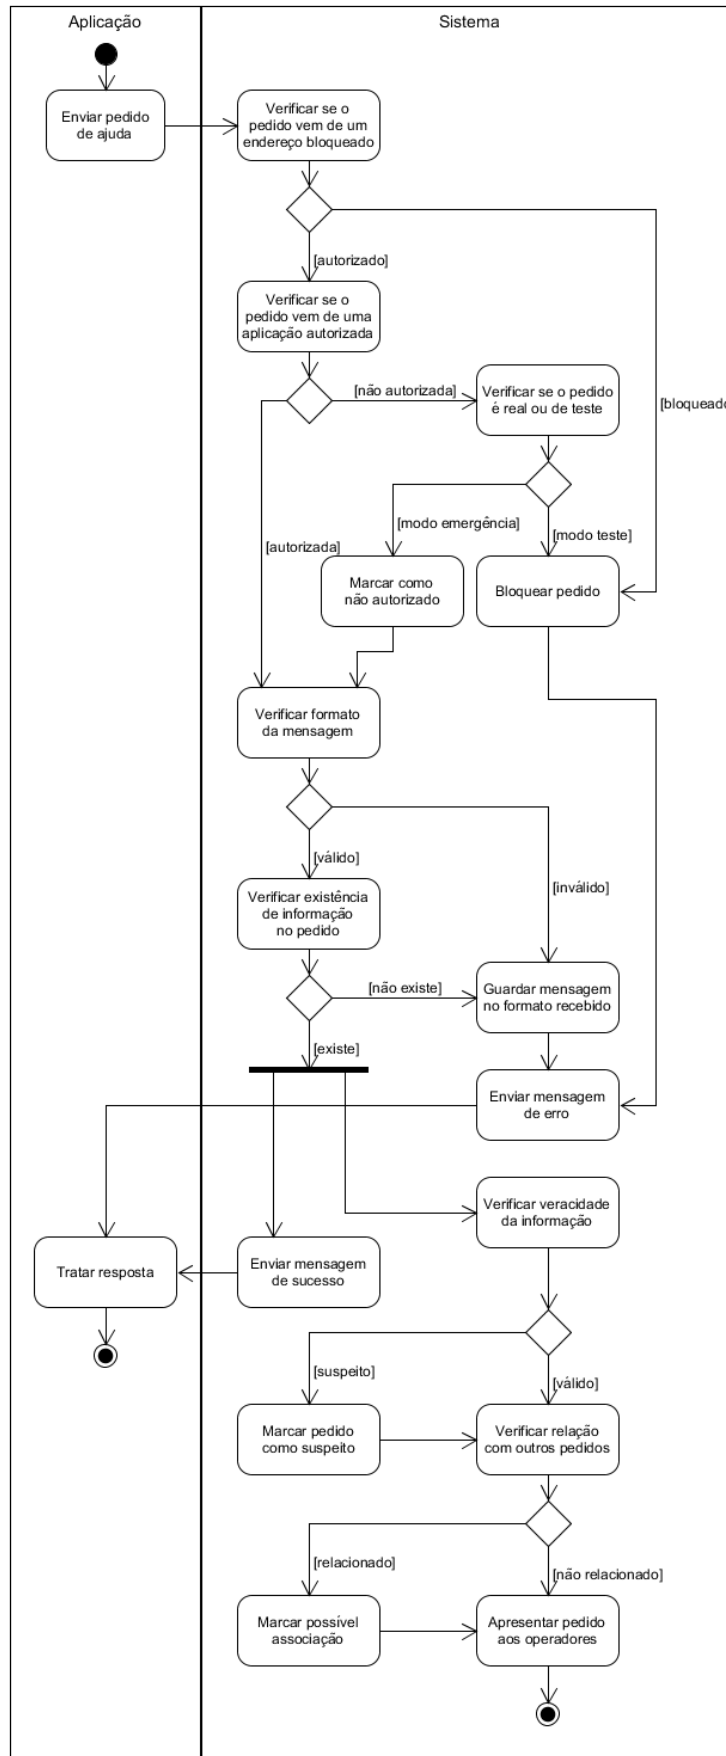 Aplicação
Sistema
Enviar pedido
de ajuda
Verificar se o
pedido vem de um
endereço bloqueado
[autorizado]
Verificar se o
pedido vem de uma
aplicação autorizada
[não autorizada]
Verificar se o pedido
é real ou de teste
[bloqueado
[modo emergência]
[modo teste]
[autorizada]
Marcar como
não autorizado
Bloquear pedido
Verificar formato
da mensagem
[válido]
[inválido]
Verificar existência
de informação
no pedido
[não existe]
Guardar mensagem
no formato recebido
[existe]
Enviar mensagem
de erro
Verificar veracidade
da informação
Tratar resposta
Enviar mensagem
de sucesso
[suspeito]
[válido]
Marcar pedido
como suspeito
Verificar relação
com outros pedidos
[relacionado]
[não relacionado]
Marcar possível
associação
Apresentar pedido
aos operadores